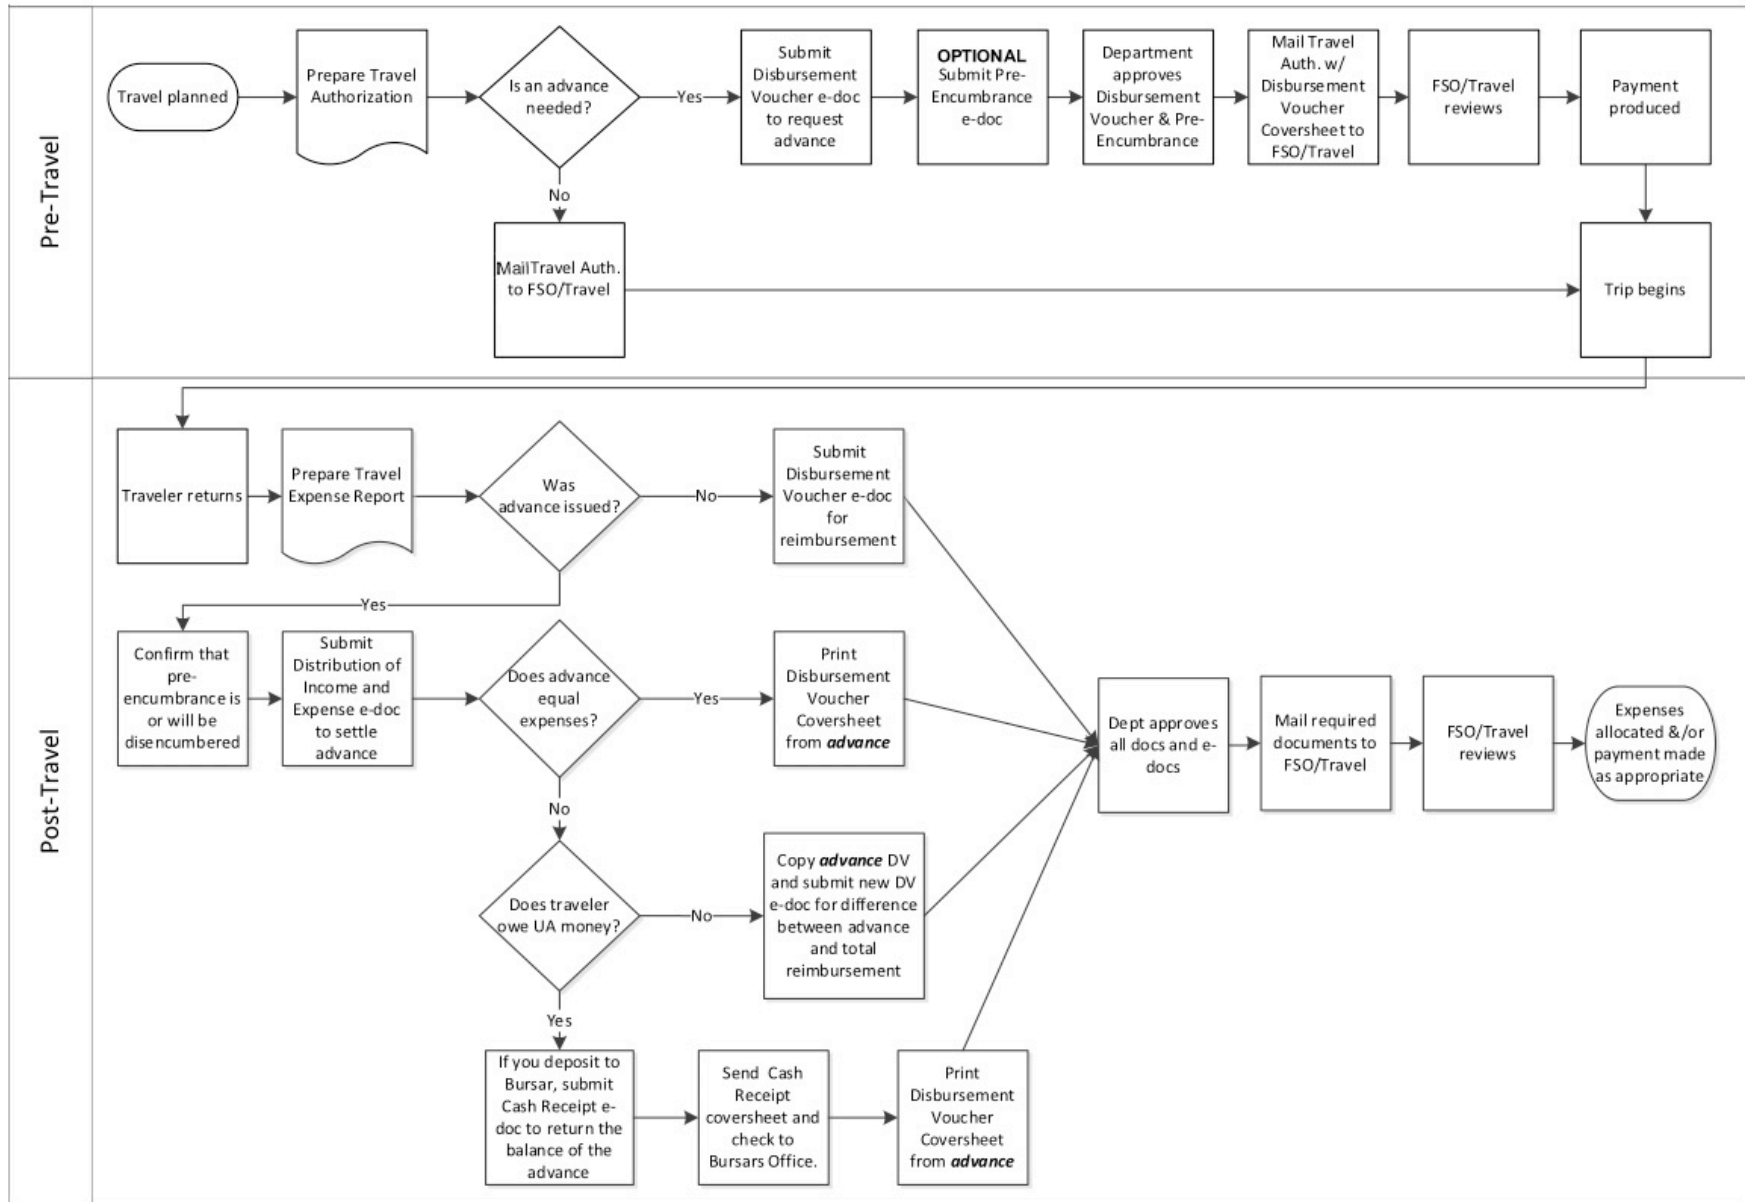 Pre-Travel
Travel planned
Prepare Travel
Authorization
Is an advance
needed?
Yes
Submit
Disbursement
Voucher e-doc
to request
advance
OPTIONAL
Submit Pre-
Encumbrance
e-doc
Department
approves
Disbursement
Voucher & Pre-
Encumbrance
Mail Travel
Auth. w/
Disbursement
Voucher
Coversheet to
FSO/Travel
FSO/Travel
reviews
Payment
produced
No
MailTravel Auth.
to FSO/Travel
Trip begins
Post-Travel
Traveler returns
Prepare Travel
Expense Report
Was
advance issued?
No
Submit
Disbursement
Voucher e-doc
for
reimbursement
Yes
Confirm that
pre-
encumbrance is
or will be
disencumbered
Submit
Distribution of
Income and
Expense e-doc
to settle
advance
Does advance
equal
expenses?
Yes
Print
Disbursement
Voucher
Coversheet
from advance
Dept approves
all docs and e-
docs
Mail required
documents to
FSO/Travel
FSO/Travel
reviews
Expenses
allocated &/or
payment made
as appropriate
No
Does traveler
owe UA money?
No
Copy advance DV
and submit new DV
e-doc for difference
between advance
and total
reimbursement
Yes
If you deposit to
Bursar, submit
Cash Receipt e-
doc to return the
balance of the
advance
Send Cash
Receipt
coversheet and
check to
Bursars Office.
Print
Disbursement
Voucher
Coversheet
from advance